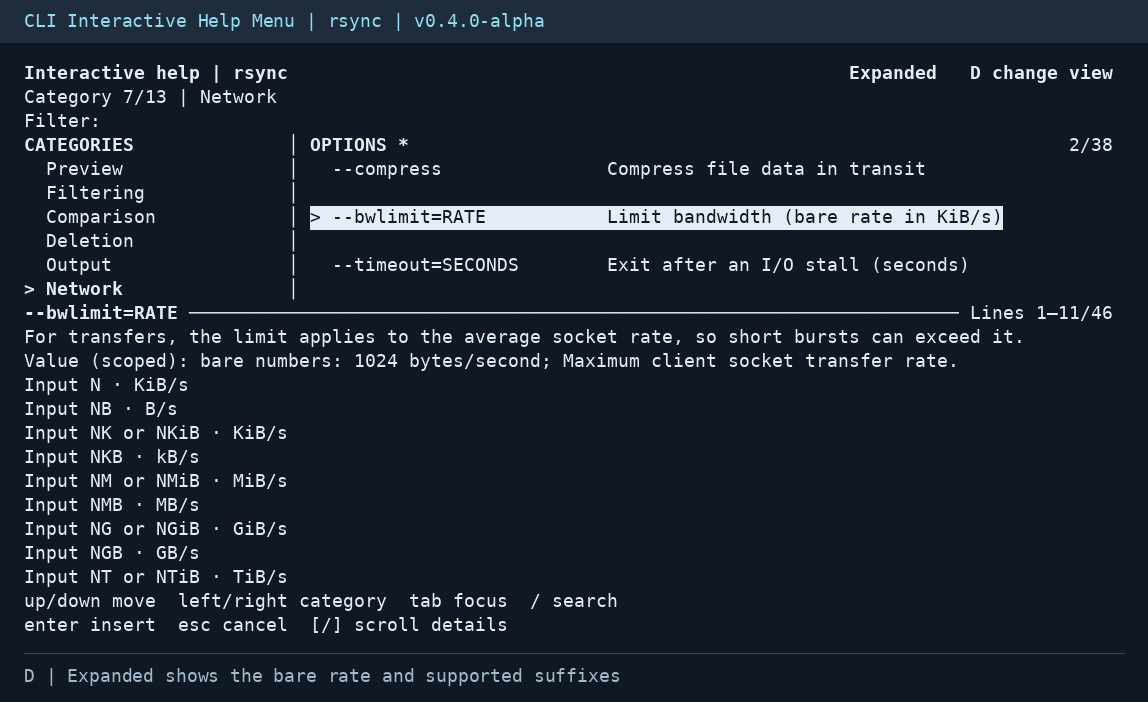 CLI Interactive Help Menu | rsync | v0.4.0-alpha
Interactive help | rsync Expanded D change view
Category 7/13 | Network
Filter:
CATEGORIES │ OPTIONS * 2/38
Preview │ --compress Compress file data in transit
Filtering │
Comparison │ > --bwlimit=RATE Limit bandwidth (bare rate in KiB/s)
Deletion │
Output │ --timeout=SECONDS Exit after an I/O stall (seconds)
> Network │
--bwlimit=RATE ────────── Lines 1–11/46
For transfers, the limit applies to the average socket rate, so short bursts can exceed it.
Value (scoped): bare numbers: 1024 bytes/second; Maximum client socket transfer rate.
Input N · KiB/s
Input NB · B/s
Input NK or NKiB · KiB/s
Input NKB · kB/s
Input NM or NMiB · MiB/s
Input NMB · MB/s
Input NG or NGiB · GiB/s
Input NGB · GB/s
Input NT or NTiB · TiB/s
up/down move left/right category tab focus / search
enter insert esc cancel [/] scroll details
D | Expanded shows the bare rate and supported suffixes